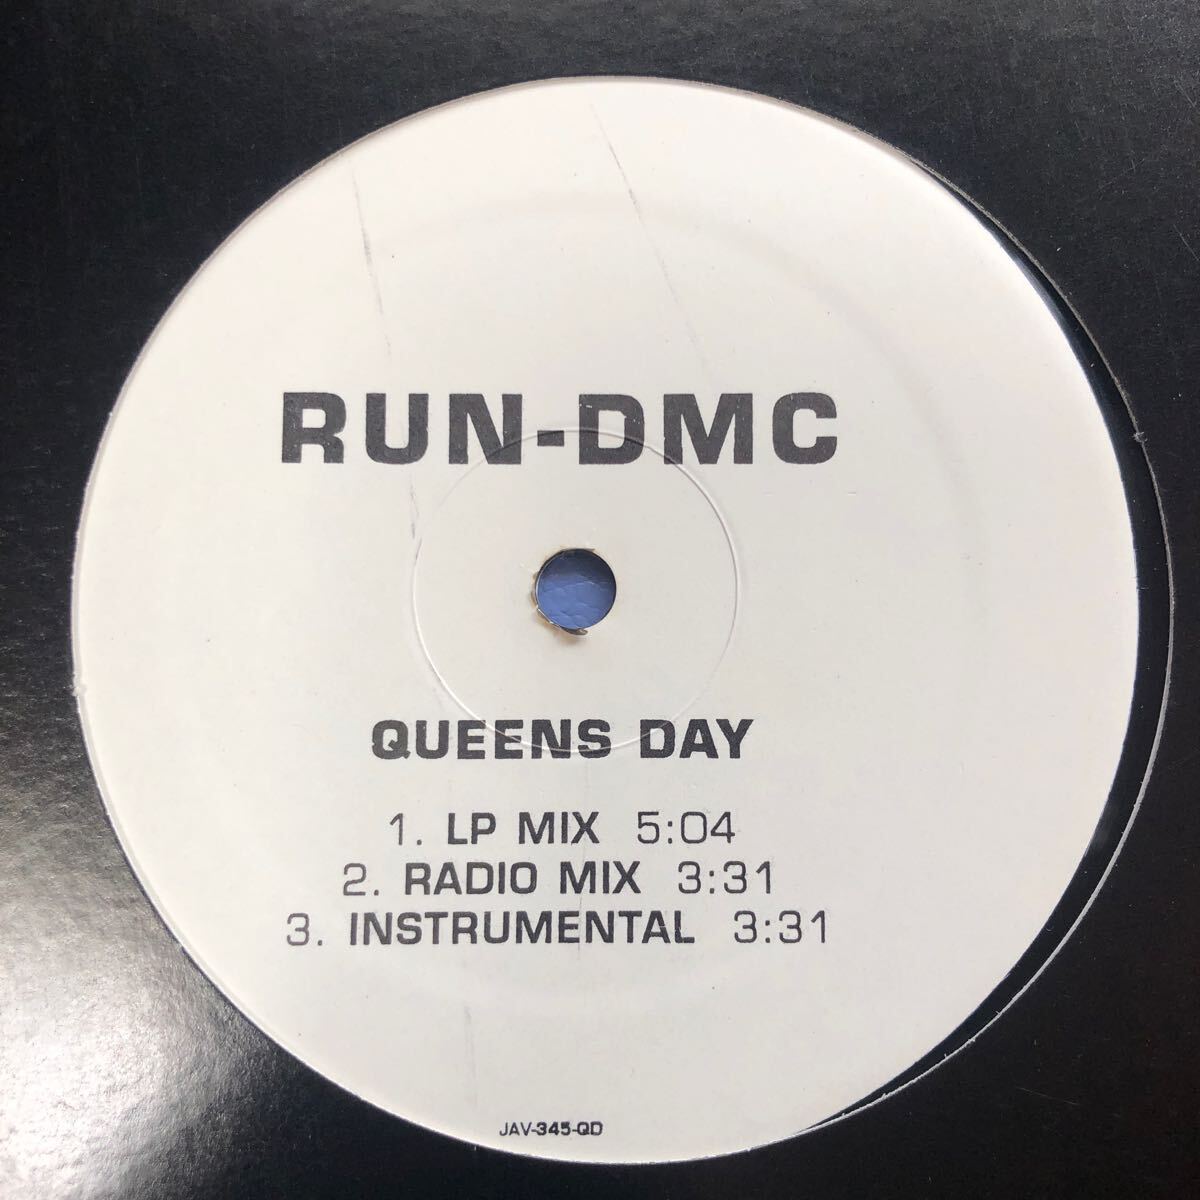 RUN-DMC
QUEENS DAY
1. LP MIX 5:04
2. RADIO MIX 3:31
3. INSTRUMENTAL 3:31
JAV-345-QD